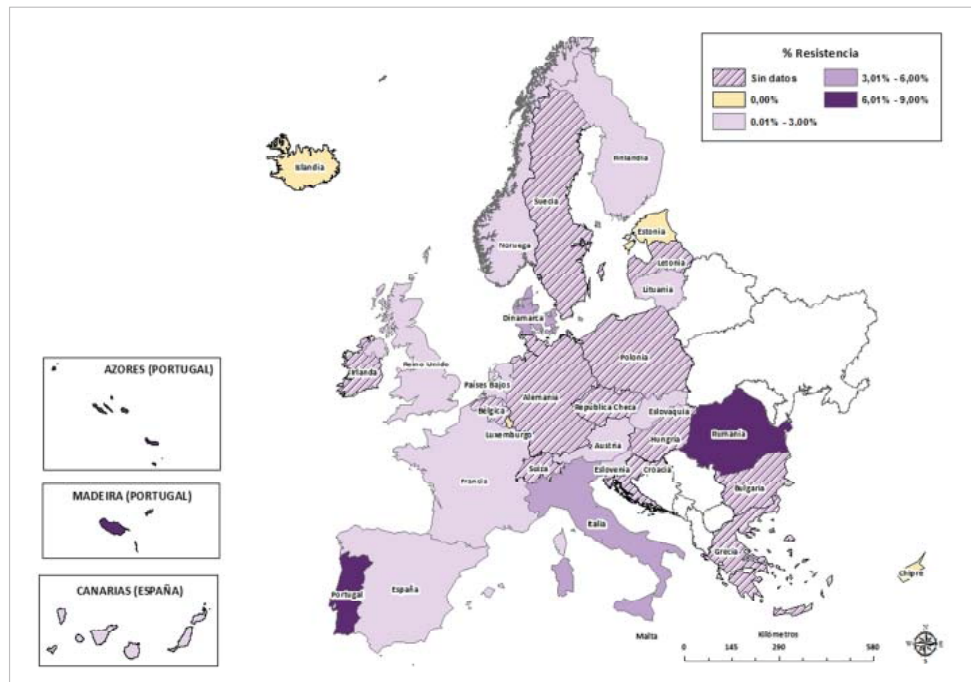 % Resistencia
Sin datos
0,00%
0.01% - 3.00%
3,01% - 6,00%
6,01% - 9,00%
Islandia
Finlandia
Suecia
Noruega
Estonia
Letonia
Lituania
Dinamarca
Irlanda
Reino Unido
Países Bajos
Polonia
Alemania
Bélgica
República Checa
Luxemburgo
Eslovaquia
Austria
Hungría
Rumanía
Suiza
Eslovenia
Croacia
Francia
Bulgaria
Italia
Grecia
Chipre
España
Portugal
Malta
AZORES (PORTUGAL)
MADEIRA (PORTUGAL)
CANARIAS (ESPAÑA)
Kilómetros
0 145 290 580